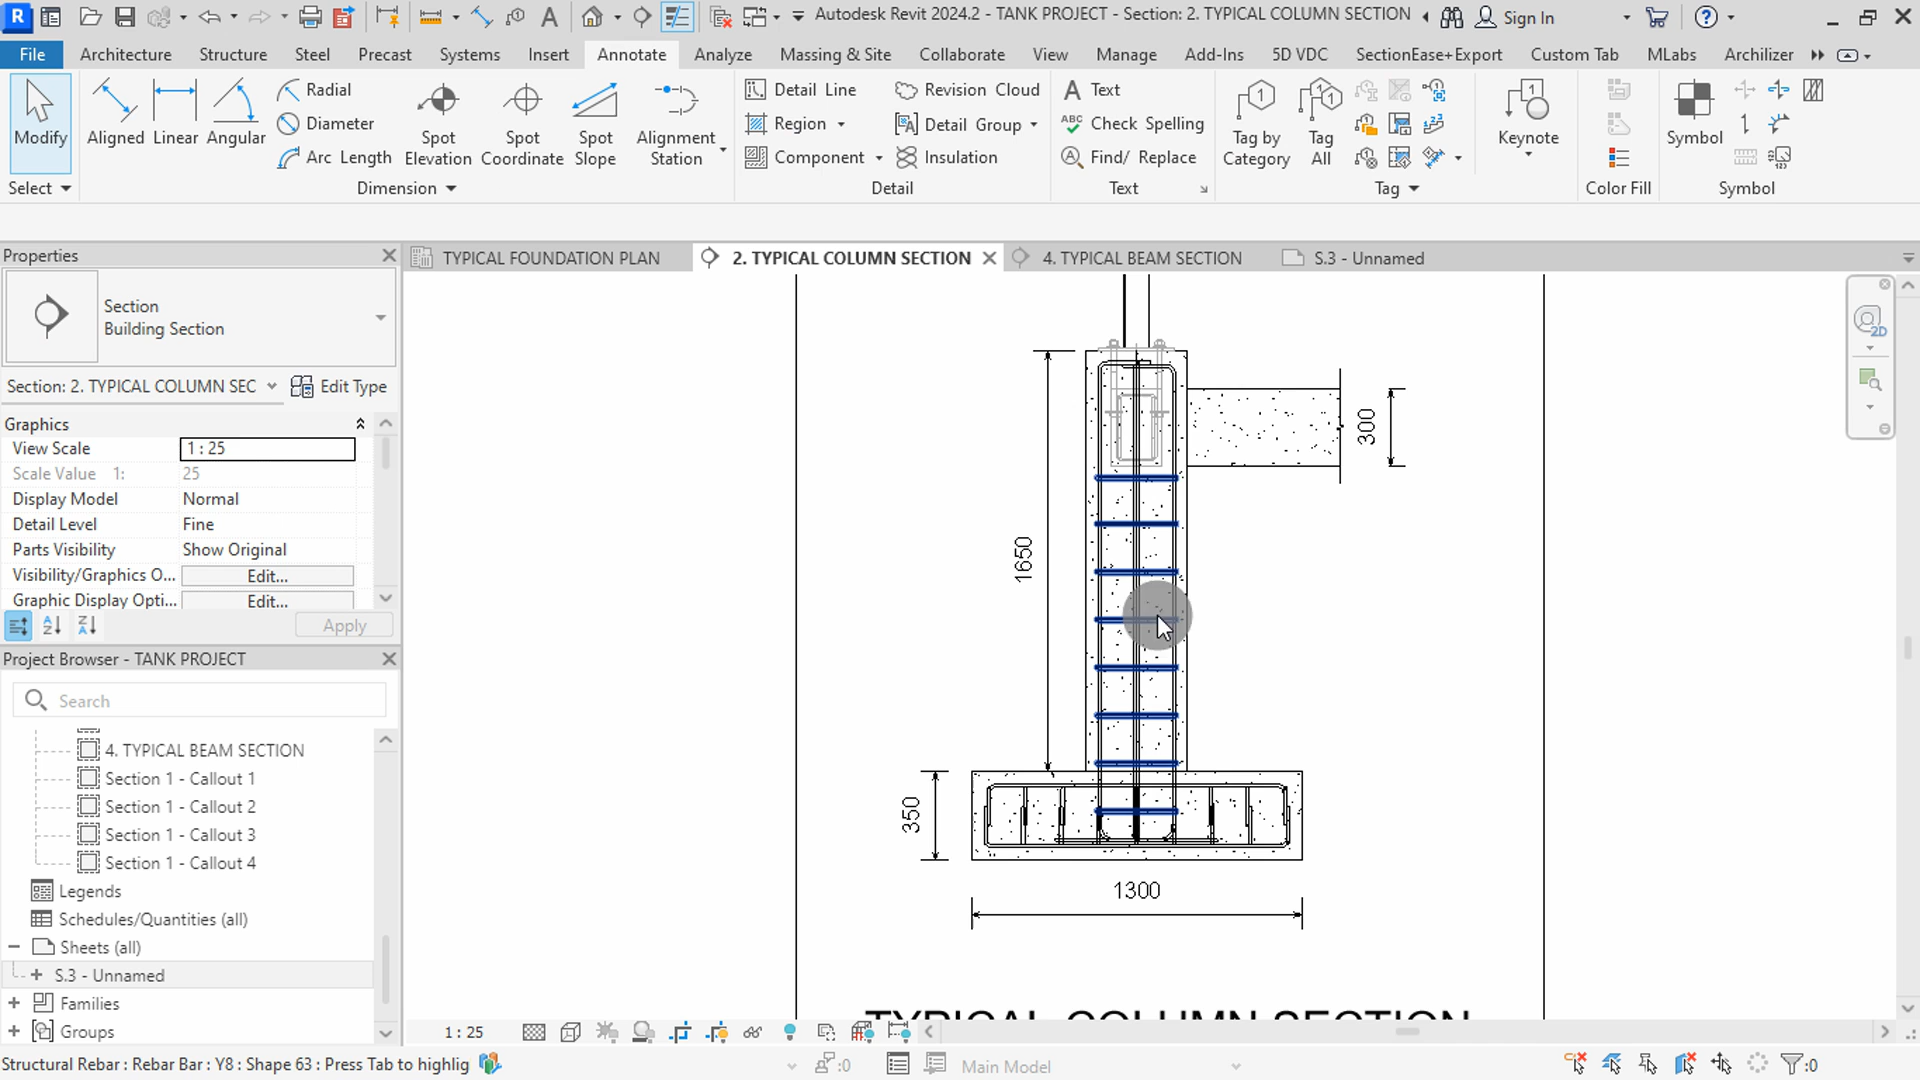 Autodesk Revit 2024.2 - TANK PROJECT - Section: 2. TYPICAL COLUMN SECTION
Sign In
File Architecture Structure Steel Precast Systems Insert Annotate Analyze Massing & Site Collaborate View Manage Add-Ins 5D VDC SectionEase+Export Custom Tab MLabs Archilizer
Modify
Aligned
Linear
Angular
Radial
Diameter
Arc Length
Spot Elevation
Spot Coordinate
Spot Slope
Alignment Station
Detail Line
Region
Component
Revision Cloud
Detail Group
Insulation
Text
Check Spelling
Find/ Replace
Tag by Category
Tag All
Keynote
Symbol
Select
Dimension
Detail
Text
Tag
Color Fill
Symbol
Properties
Section
Building Section
Section: 2. TYPICAL COLUMN SEC
Edit Type
Graphics
View Scale 1 : 25
Scale Value 1: 25
Display Model Normal
Detail Level Fine
Parts Visibility Show Original
Visibility/Graphics O... Edit...
Graphic Display Opti... Edit...
Apply
Project Browser - TANK PROJECT
Search
4. TYPICAL BEAM SECTION
Section 1 - Callout 1
Section 1 - Callout 2
Section 1 - Callout 3
Section 1 - Callout 4
Legends
Schedules/Quantities (all)
Sheets (all)
S.3 - Unnamed
Families
Groups
TYPICAL FOUNDATION PLAN
2. TYPICAL COLUMN SECTION
4. TYPICAL BEAM SECTION
S.3 - Unnamed
300
1650
350
1300
TYPICAL COLUMN SECTION
2D
1 : 25
Structural Rebar : Rebar Bar : Y8 : Shape 63 : Press Tab to highlig
:0
Main Model
:0